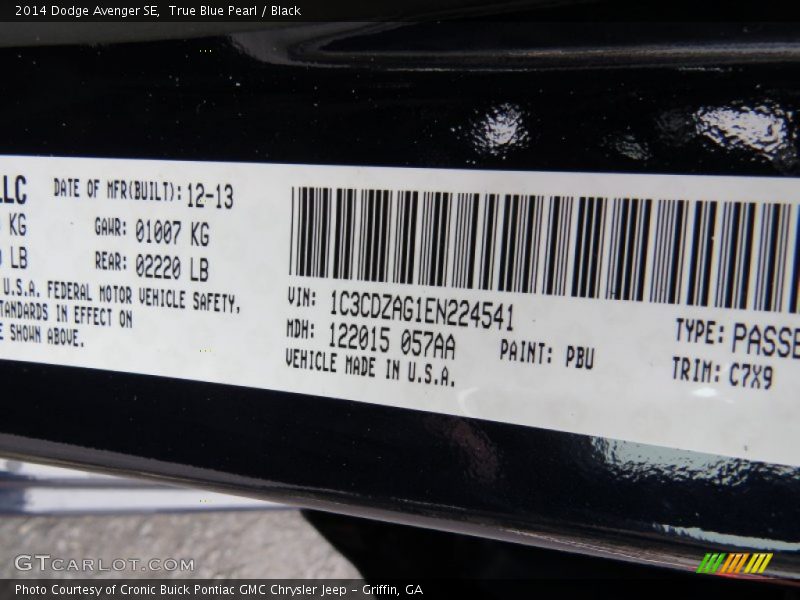 2014 Dodge Avenger SE, True Blue Pearl / Black
LLC
DATE OF MFR(BUILT): 12-13
KG
GAWR: 01007 KG
LB
REAR: 02220 LB
U.S.A. FEDERAL MOTOR VEHICLE SAFETY,
STANDARDS IN EFFECT ON
SHOWN ABOVE.
VIN: 1C3CDZAG1EN224541
MDH: 122015 057AA
PAINT: PBU
VEHICLE MADE IN U.S.A.
TYPE: PASSE
TRIM: C7X9
GTCARLOT.COM
Photo Courtesy of Cronic Buick Pontiac GMC Chrysler Jeep - Griffin, GA